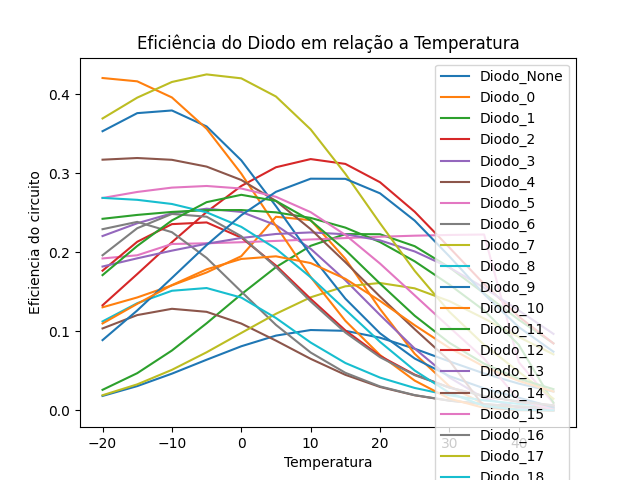 Eficiência do Diodo em relação a Temperatura
Eficiencia do circuito
0.4
0.3
0.2
0.1
0.0
−20
−10
0
10
20
30
40
Temperatura
Diodo_None
Diodo_0
Diodo_1
Diodo_2
Diodo_3
Diodo_4
Diodo_5
Diodo_6
Diodo_7
Diodo_8
Diodo_9
Diodo_10
Diodo_11
Diodo_12
Diodo_13
Diodo_14
Diodo_15
Diodo_16
Diodo_17
Diodo_18